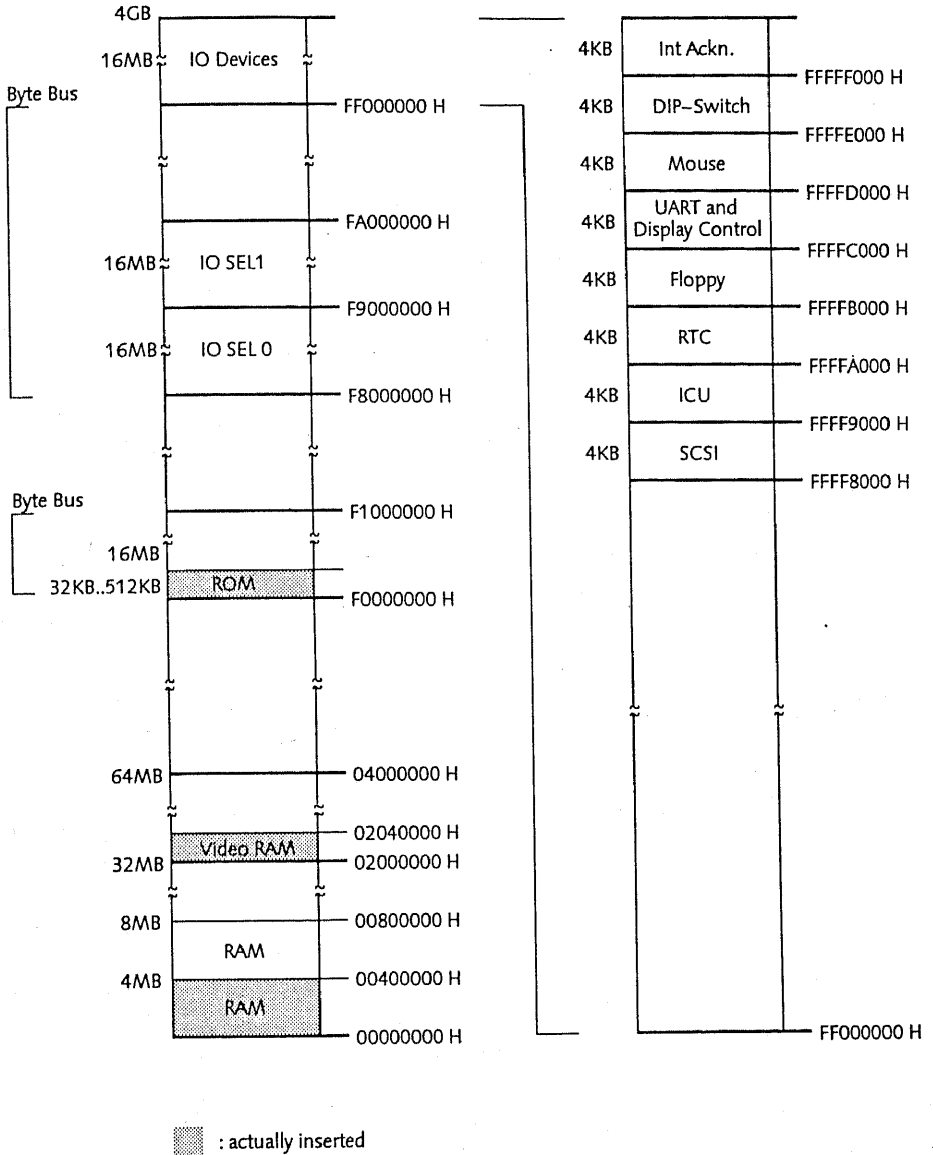 4GB
16MB
IO Devices
Byte Bus
FF000000 H
FA000000 H
16MB
IO SEL1
F9000000 H
16MB
IO SEL 0
F8000000 H
Byte Bus
F1000000 H
16MB
32KB..512KB
ROM
F0000000 H
64MB
04000000 H
02040000 H
Video RAM
32MB
02000000 H
8MB
00800000 H
RAM
4MB
00400000 H
RAM
00000000 H
4KB
Int Ackn.
FFFFF000 H
4KB
DIP-Switch
FFFFE000 H
4KB
Mouse
FFFFD000 H
4KB
UART and
Display Control
FFFFC000 H
4KB
Floppy
FFFFB000 H
4KB
RTC
FFFFA000 H
4KB
ICU
FFFF9000 H
4KB
SCSI
FFFF8000 H
FF000000 H
: actually inserted